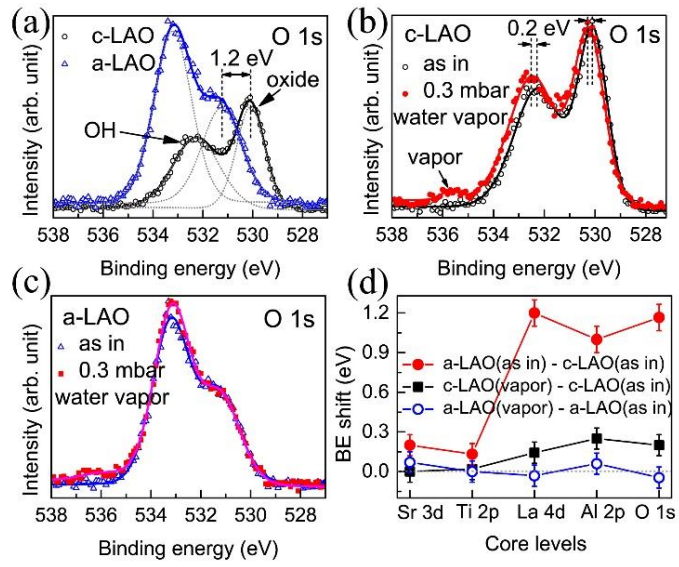 (a)
c-LAO
a-LAO
O 1s
1.2 eV
oxide
OH
Intensity (arb. unit)
538 536 534 532 530 528
Binding energy (eV)
(b)
c-LAO
as in
0.3 mbar
water vapor
0.2 eV
O 1s
vapor
Intensity (arb. unit)
538 536 534 532 530 528
Binding energy (eV)
(c)
a-LAO
as in
0.3 mbar
water vapor
O 1s
Intensity (arb. unit)
538 536 534 532 530 528
Binding energy (eV)
(d)
1.2
0.9
0.6
0.3
0.0
BE shift (eV)
a-LAO(as in) - c-LAO(as in)
c-LAO(vapor) - c-LAO(as in)
a-LAO(vapor) - a-LAO(as in)
Sr 3d Ti 2p La 4d Al 2p O 1s
Core levels